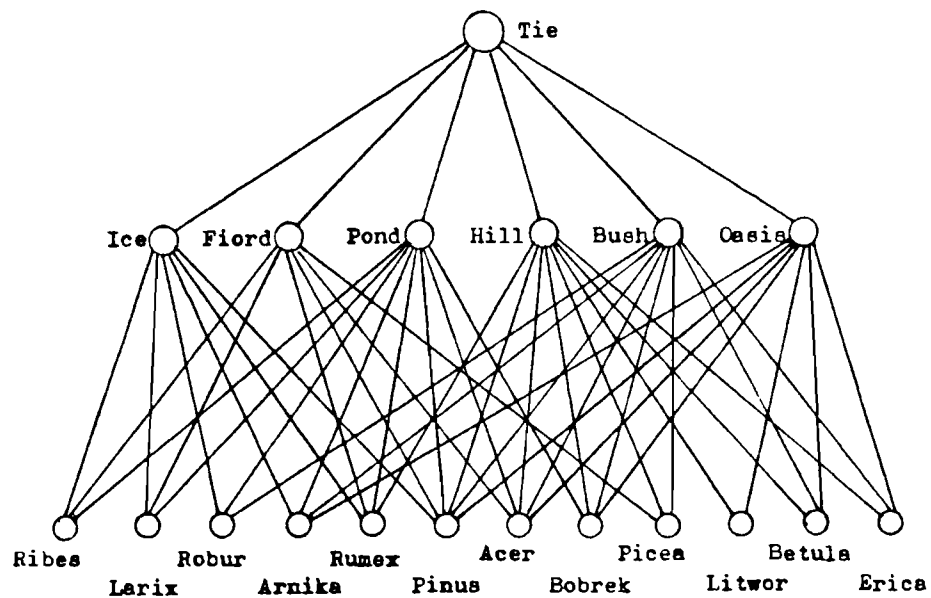 Tie
Ice Fiord Pond Hill Bush Oasis
Ribes Robur Rumex Acer Picea Betula
Larix Arnika Pinus Bobrek Litwor Erica